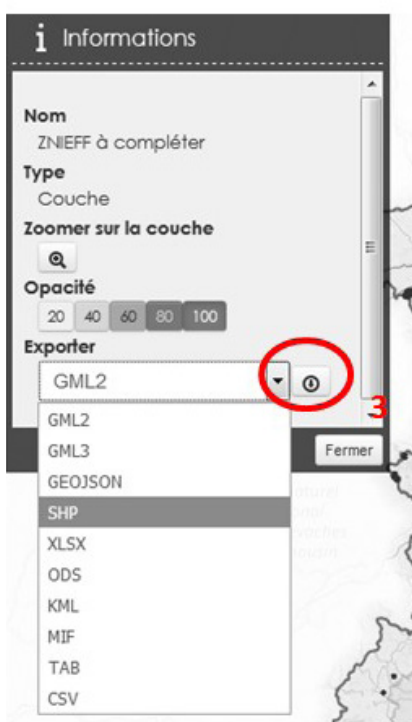 i Informations
Nom
ZNIEFF à compléter
Type
Couche
Zoomer sur la couche
Opacité
20 40 60 80 100
Exporter
GML2
3
GML2
GML3
Fermer
GEOJSON
SHP
XLSX
ODS
KML
MIF
TAB
CSV